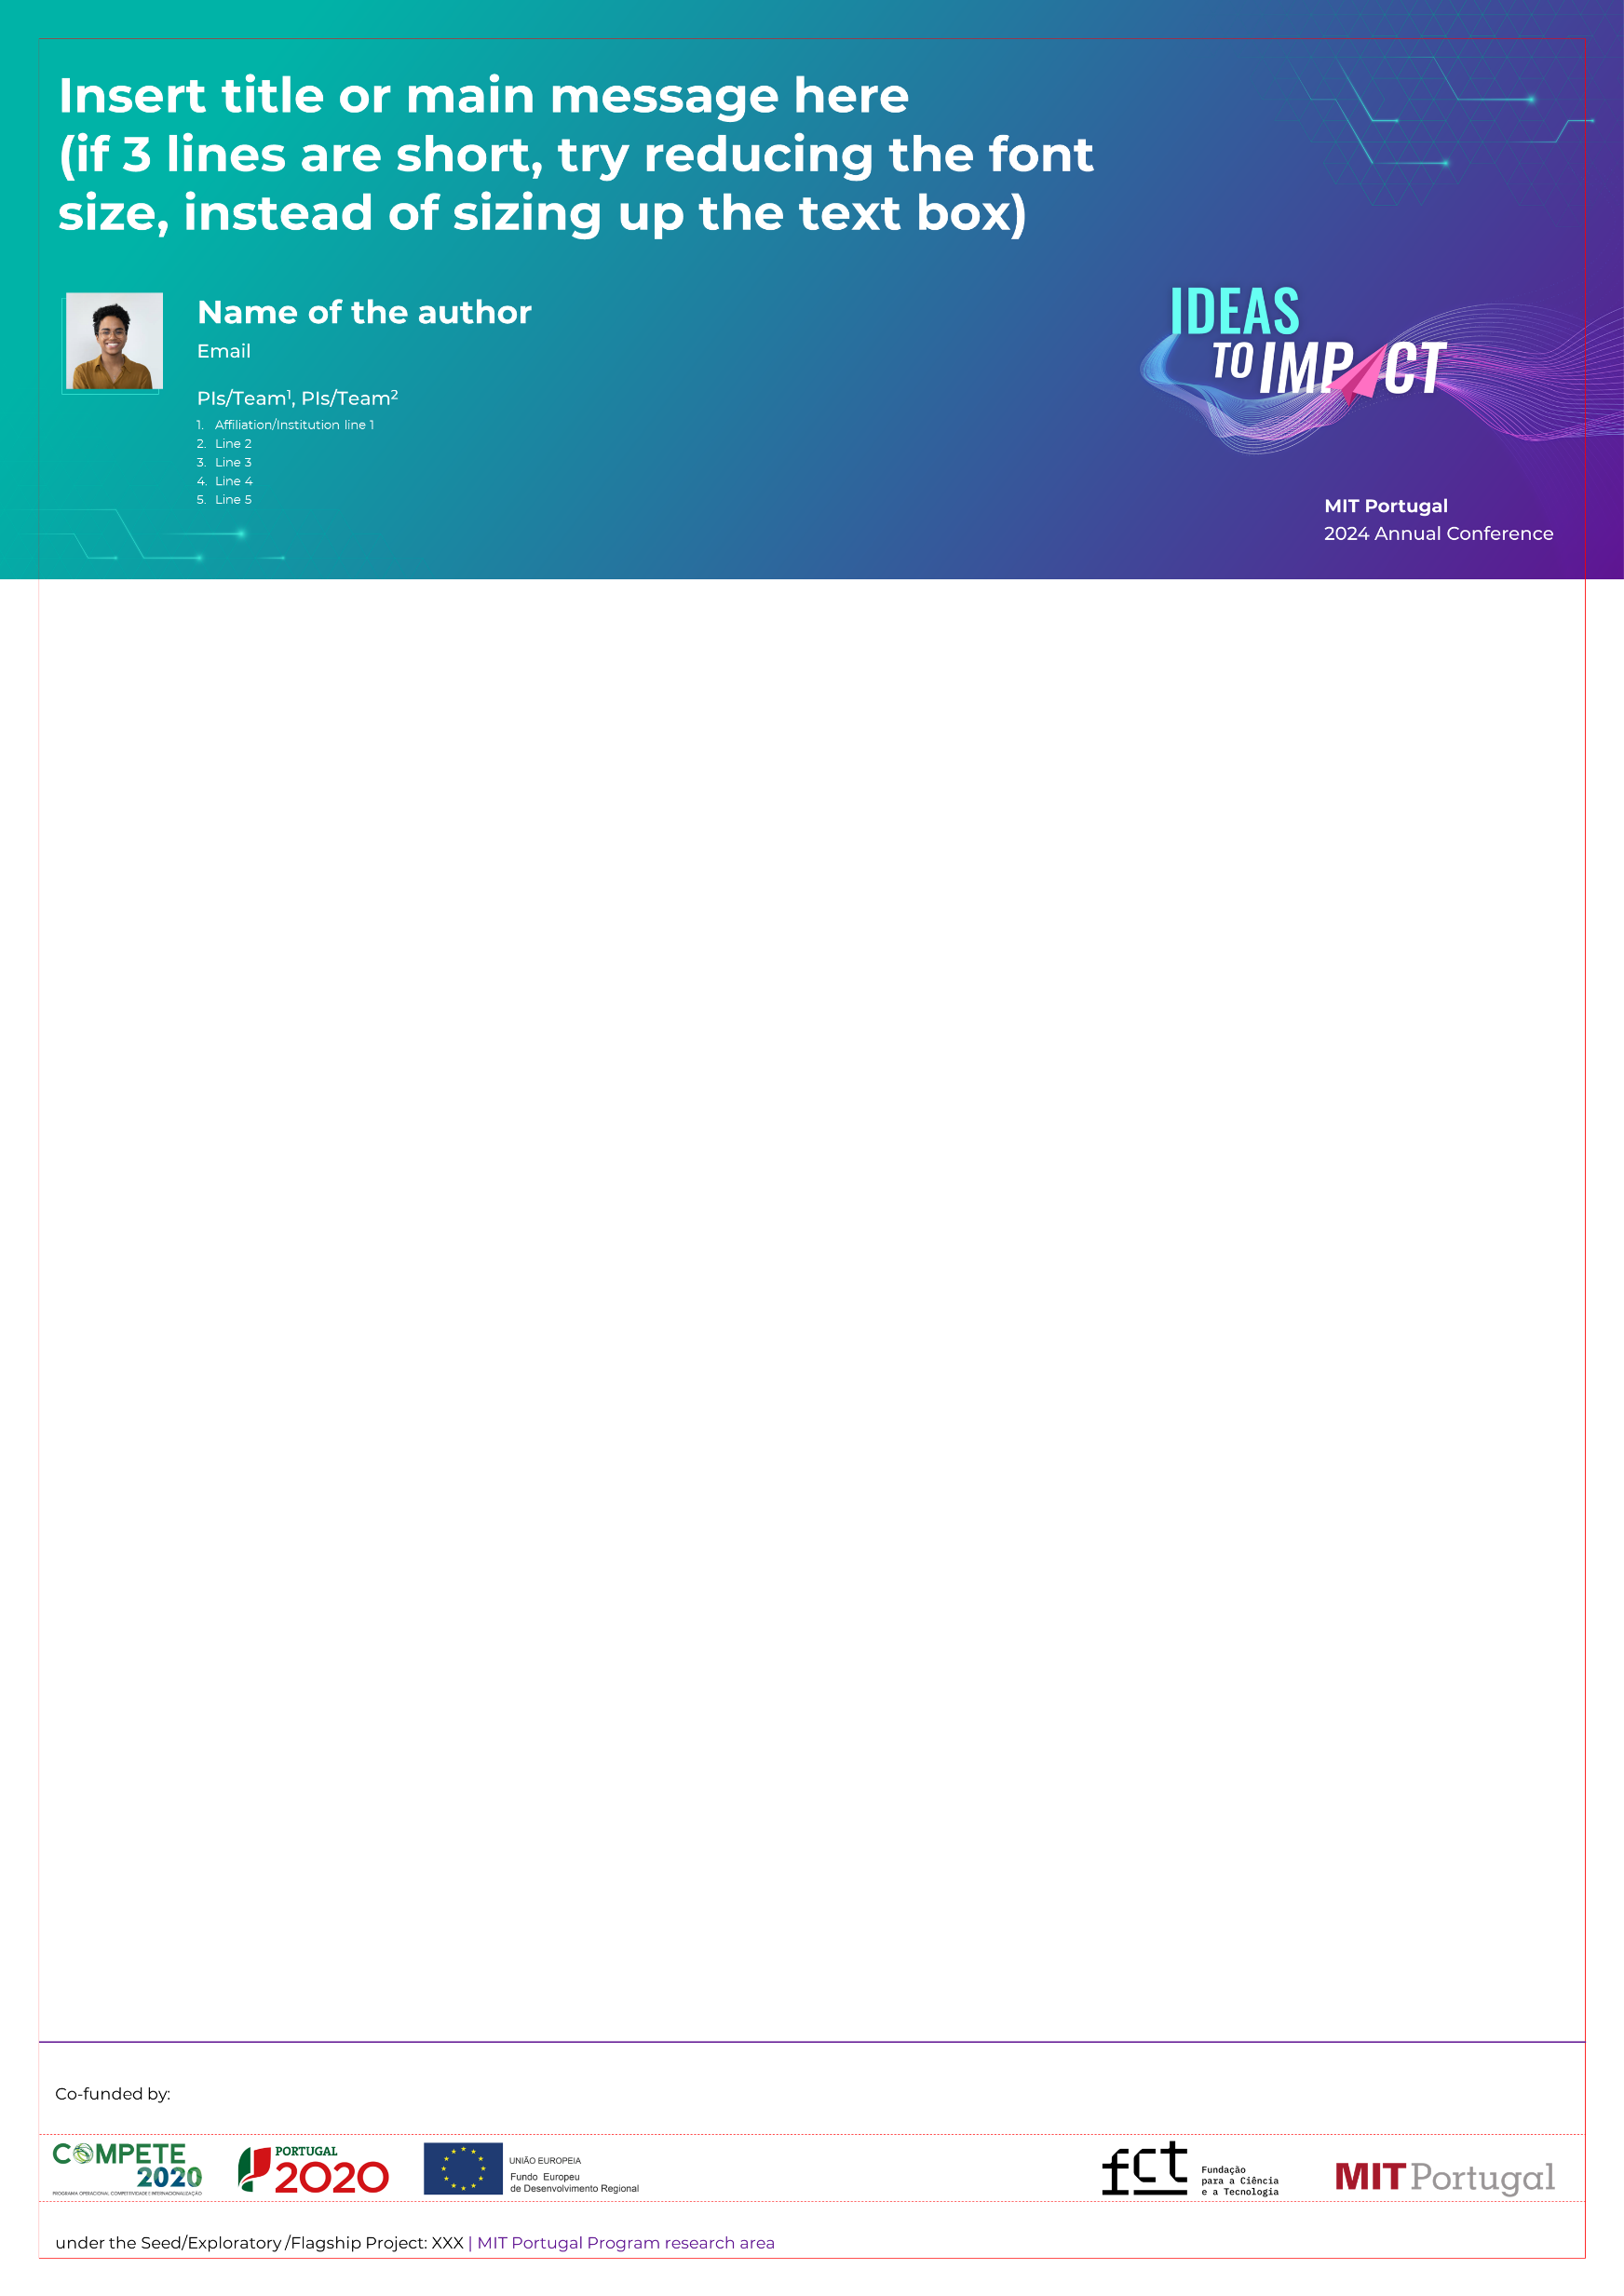 Insert title or main message here
(if 3 lines are short, try reducing the font
size, instead of sizing up the text box)
Name of the author
Email
PIs/Team¹, PIs/Team²
1. Affiliation/Institution line 1
2. Line 2
3. Line 3
4. Line 4
5. Line 5
IDEAS
TO IMPACT
MIT Portugal
2024 Annual Conference
Co-funded by:
COMPETE
2020
PROGRAMA OPERACIONAL COMPETITIVIDADE E INTERNACIONALIZAÇÃO
PORTUGAL
2020
UNIÃO EUROPEIA
Fundo Europeu
de Desenvolvimento Regional
fct
Fundação
para a Ciência
e a Tecnologia
MIT Portugal
under the Seed/Exploratory /Flagship Project: XXX | MIT Portugal Program research area